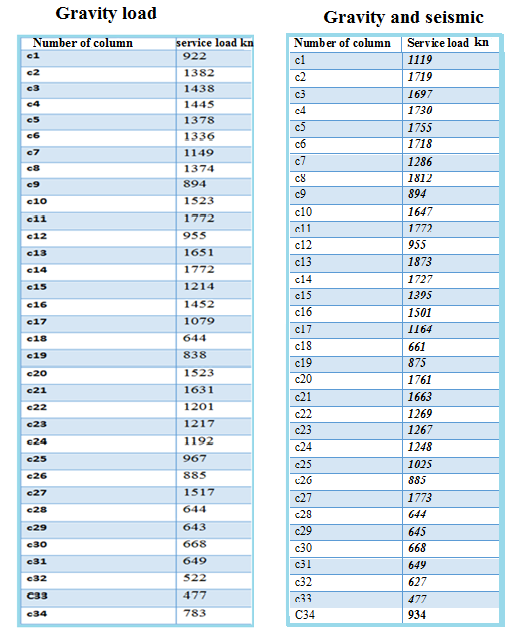 Gravity load
Number of column service load kn
c1 922
c2 1382
c3 1438
c4 1445
c5 1378
c6 1336
c7 1149
c8 1374
c9 894
c10 1523
c11 1772
c12 955
c13 1651
c14 1772
c15 1214
c16 1452
c17 1079
c18 644
c19 838
c20 1523
c21 1631
c22 1201
c23 1217
c24 1192
c25 967
c26 885
c27 1517
c28 644
c29 643
c30 668
c31 649
c32 522
C33 477
c34 783
Gravity and seismic
Number of column Service load kn
c1 1119
c2 1719
c3 1697
c4 1730
c5 1755
c6 1718
c7 1286
c8 1812
c9 894
c10 1647
c11 1772
c12 955
c13 1873
c14 1727
c15 1395
c16 1501
c17 1164
c18 661
c19 875
c20 1761
c21 1663
c22 1269
c23 1267
c24 1248
c25 1025
c26 885
c27 1773
c28 644
c29 645
c30 668
c31 649
c32 627
c33 477
C34 934